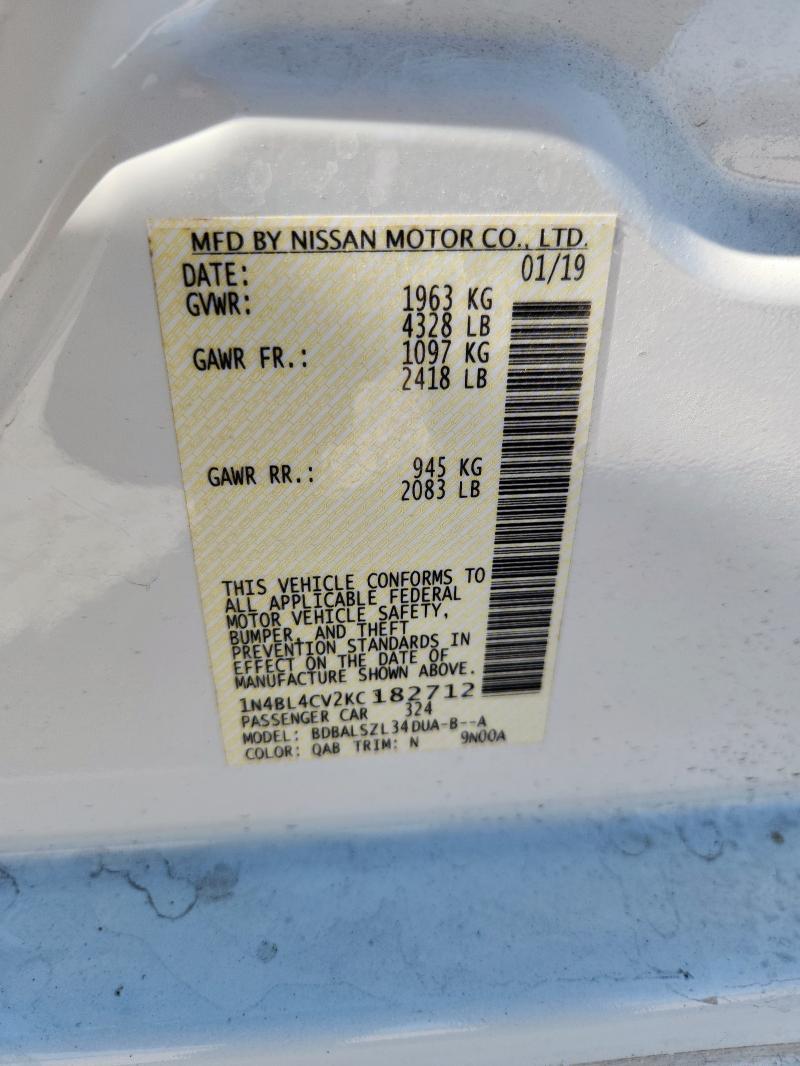 MFD BY NISSAN MOTOR CO., LTD.
DATE: 01/19
GVWR: 1963 KG
4328 LB
GAWR FR.: 1097 KG
2418 LB
GAWR RR.: 945 KG
2083 LB
THIS VEHICLE CONFORMS TO
ALL APPLICABLE FEDERAL
MOTOR VEHICLE SAFETY,
BUMPER, AND THEFT
PREVENTION STANDARDS IN
EFFECT ON THE DATE OF
MANUFACTURE SHOWN ABOVE.
1N4BL4CV2KC182712
PASSENGER CAR 324
MODEL: BDBALSZL34DUA-B--A
COLOR: QAB TRIM: N 9N00A